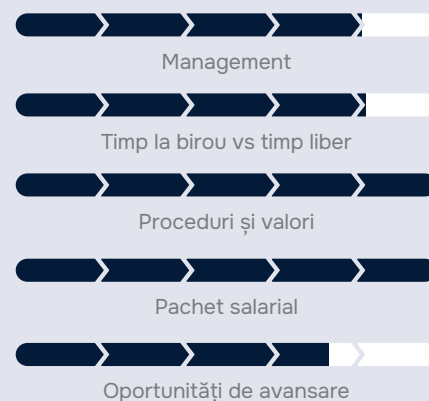 Management
Timp la birou vs timp liber
Proceduri și valori
Pachet salarial
Oportunități de avansare